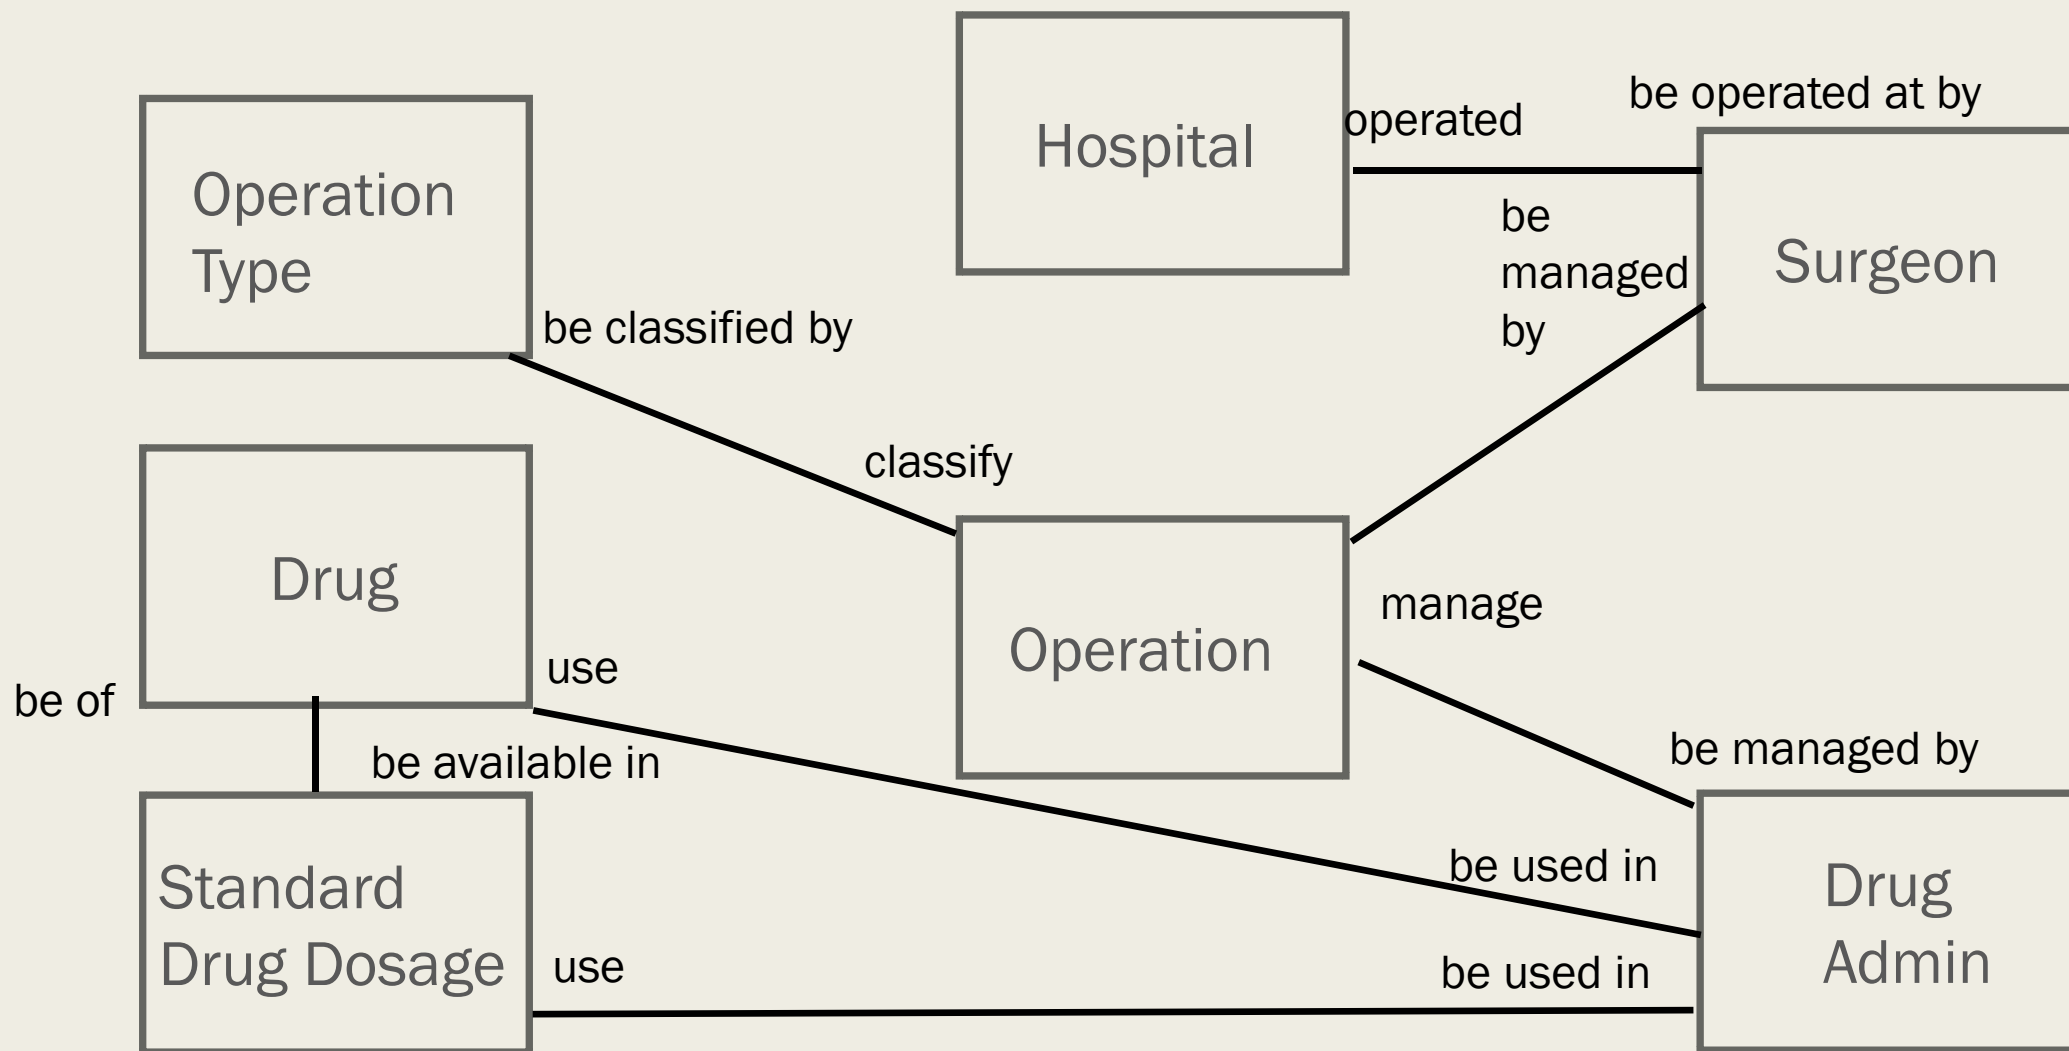 Hospital
operated
be operated at by
Operation
Type
be
managed
by
Surgeon
be classified by
classify
Drug
use
be of
Operation
manage
be available in
be managed by
Standard
Drug Dosage
use
be used in
be used in
Drug
Admin